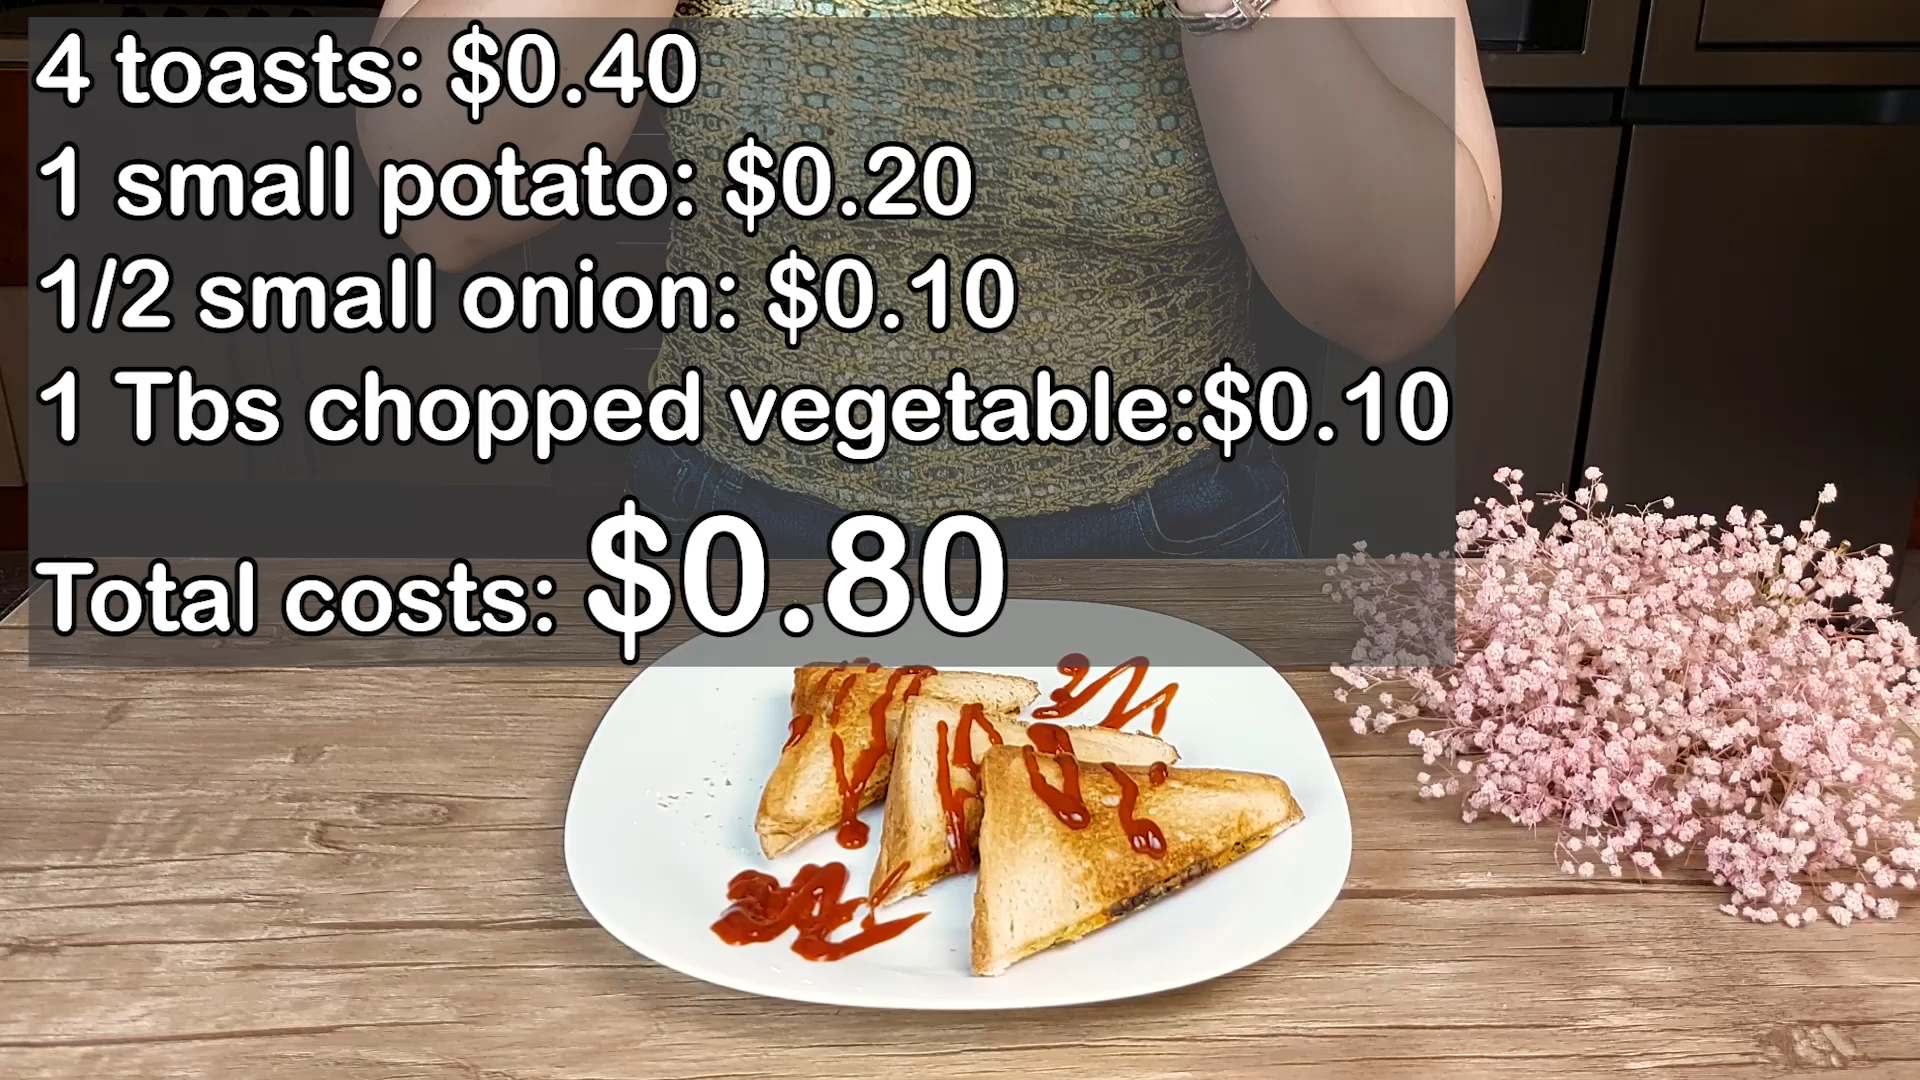 4 toasts: $0.40
1 small potato: $0.20
1/2 small onion: $0.10
1 Tbs chopped vegetable:$0.10
Total costs: $0.80